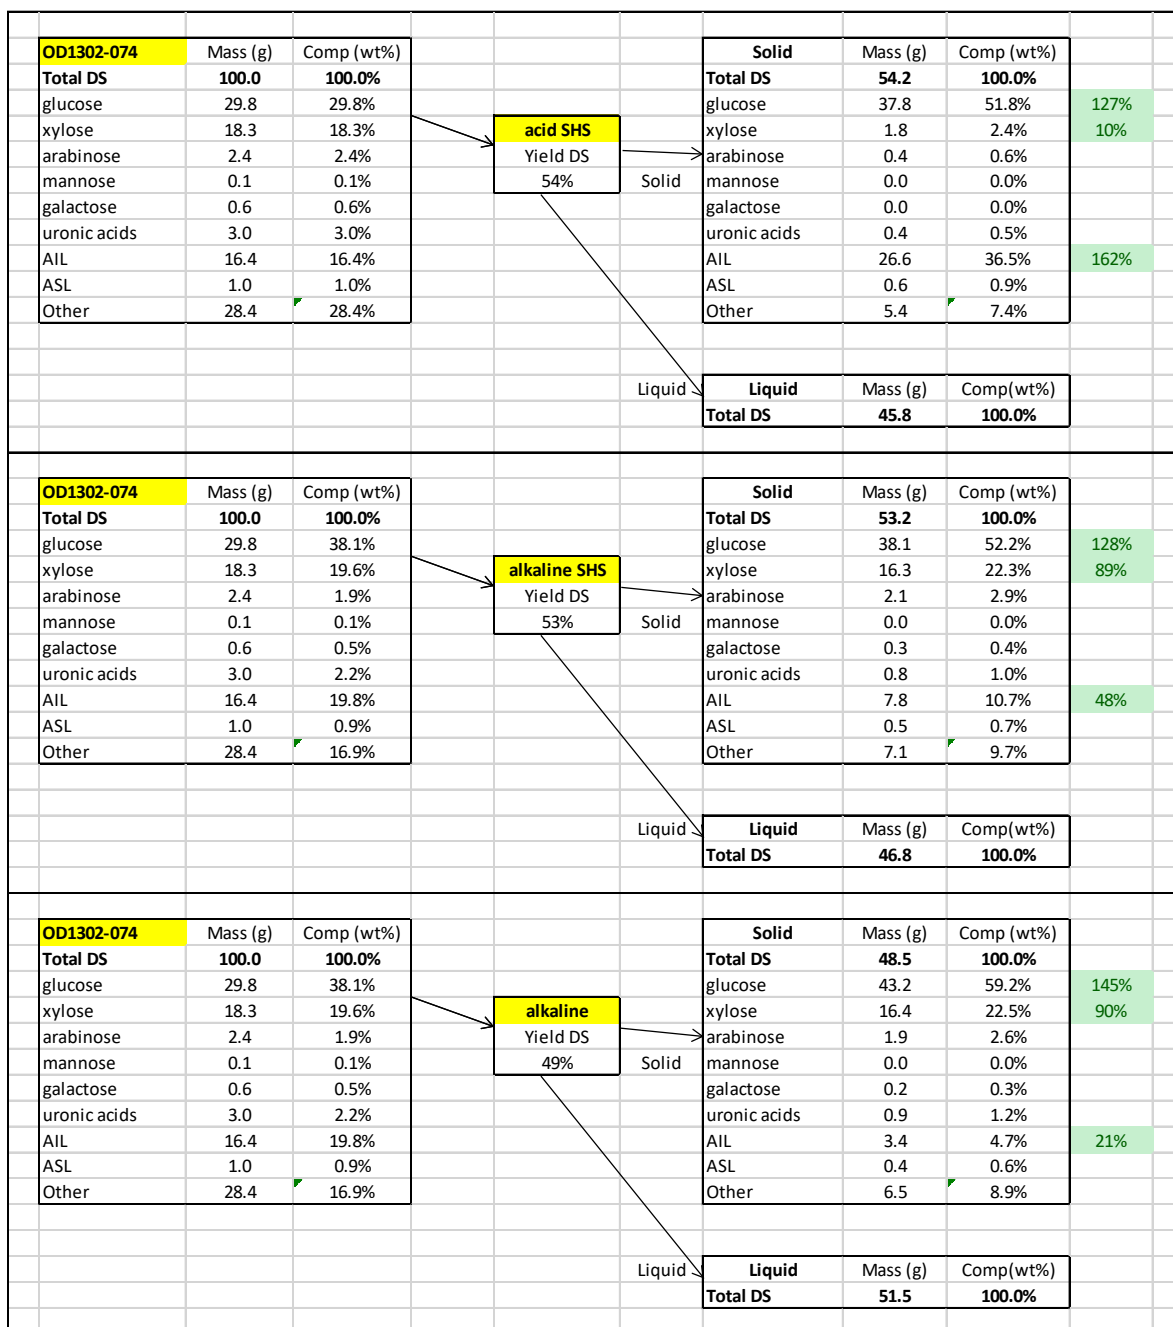 OD1302-074 Mass (g) Comp (wt%) Solid Mass (g) Comp (wt%)
Total DS 100.0 100.0% Total DS 54.2 100.0%
glucose 29.8 29.8% glucose 37.8 51.8% 127%
xylose 18.3 18.3% acid SHS xylose 1.8 2.4% 10%
arabinose 2.4 2.4% Yield DS arabinose 0.4 0.6%
mannose 0.1 0.1% 54% Solid mannose 0.0 0.0%
galactose 0.6 0.6% galactose 0.0 0.0%
uronic acids 3.0 3.0% uronic acids 0.4 0.5%
AIL 16.4 16.4% AIL 26.6 36.5% 162%
ASL 1.0 1.0% ASL 0.6 0.9%
Other 28.4 28.4% Other 5.4 7.4%
Liquid Liquid Mass (g) Comp(wt%)
Total DS 45.8 100.0%
OD1302-074 Mass (g) Comp (wt%) Solid Mass (g) Comp (wt%)
Total DS 100.0 100.0% Total DS 53.2 100.0%
glucose 29.8 38.1% glucose 38.1 52.2% 128%
xylose 18.3 19.6% alkaline SHS xylose 16.3 22.3% 89%
arabinose 2.4 1.9% Yield DS arabinose 2.1 2.9%
mannose 0.1 0.1% 53% Solid mannose 0.0 0.0%
galactose 0.6 0.5% galactose 0.3 0.4%
uronic acids 3.0 2.2% uronic acids 0.8 1.0%
AIL 16.4 19.8% AIL 7.8 10.7% 48%
ASL 1.0 0.9% ASL 0.5 0.7%
Other 28.4 16.9% Other 7.1 9.7%
Liquid Liquid Mass (g) Comp(wt%)
Total DS 46.8 100.0%
OD1302-074 Mass (g) Comp (wt%) Solid Mass (g) Comp (wt%)
Total DS 100.0 100.0% Total DS 48.5 100.0%
glucose 29.8 38.1% glucose 43.2 59.2% 145%
xylose 18.3 19.6% alkaline xylose 16.4 22.5% 90%
arabinose 2.4 1.9% Yield DS arabinose 1.9 2.6%
mannose 0.1 0.1% 49% Solid mannose 0.0 0.0%
galactose 0.6 0.5% galactose 0.2 0.3%
uronic acids 3.0 2.2% uronic acids 0.9 1.2%
AIL 16.4 19.8% AIL 3.4 4.7% 21%
ASL 1.0 0.9% ASL 0.4 0.6%
Other 28.4 16.9% Other 6.5 8.9%
Liquid Liquid Mass (g) Comp(wt%)
Total DS 51.5 100.0%